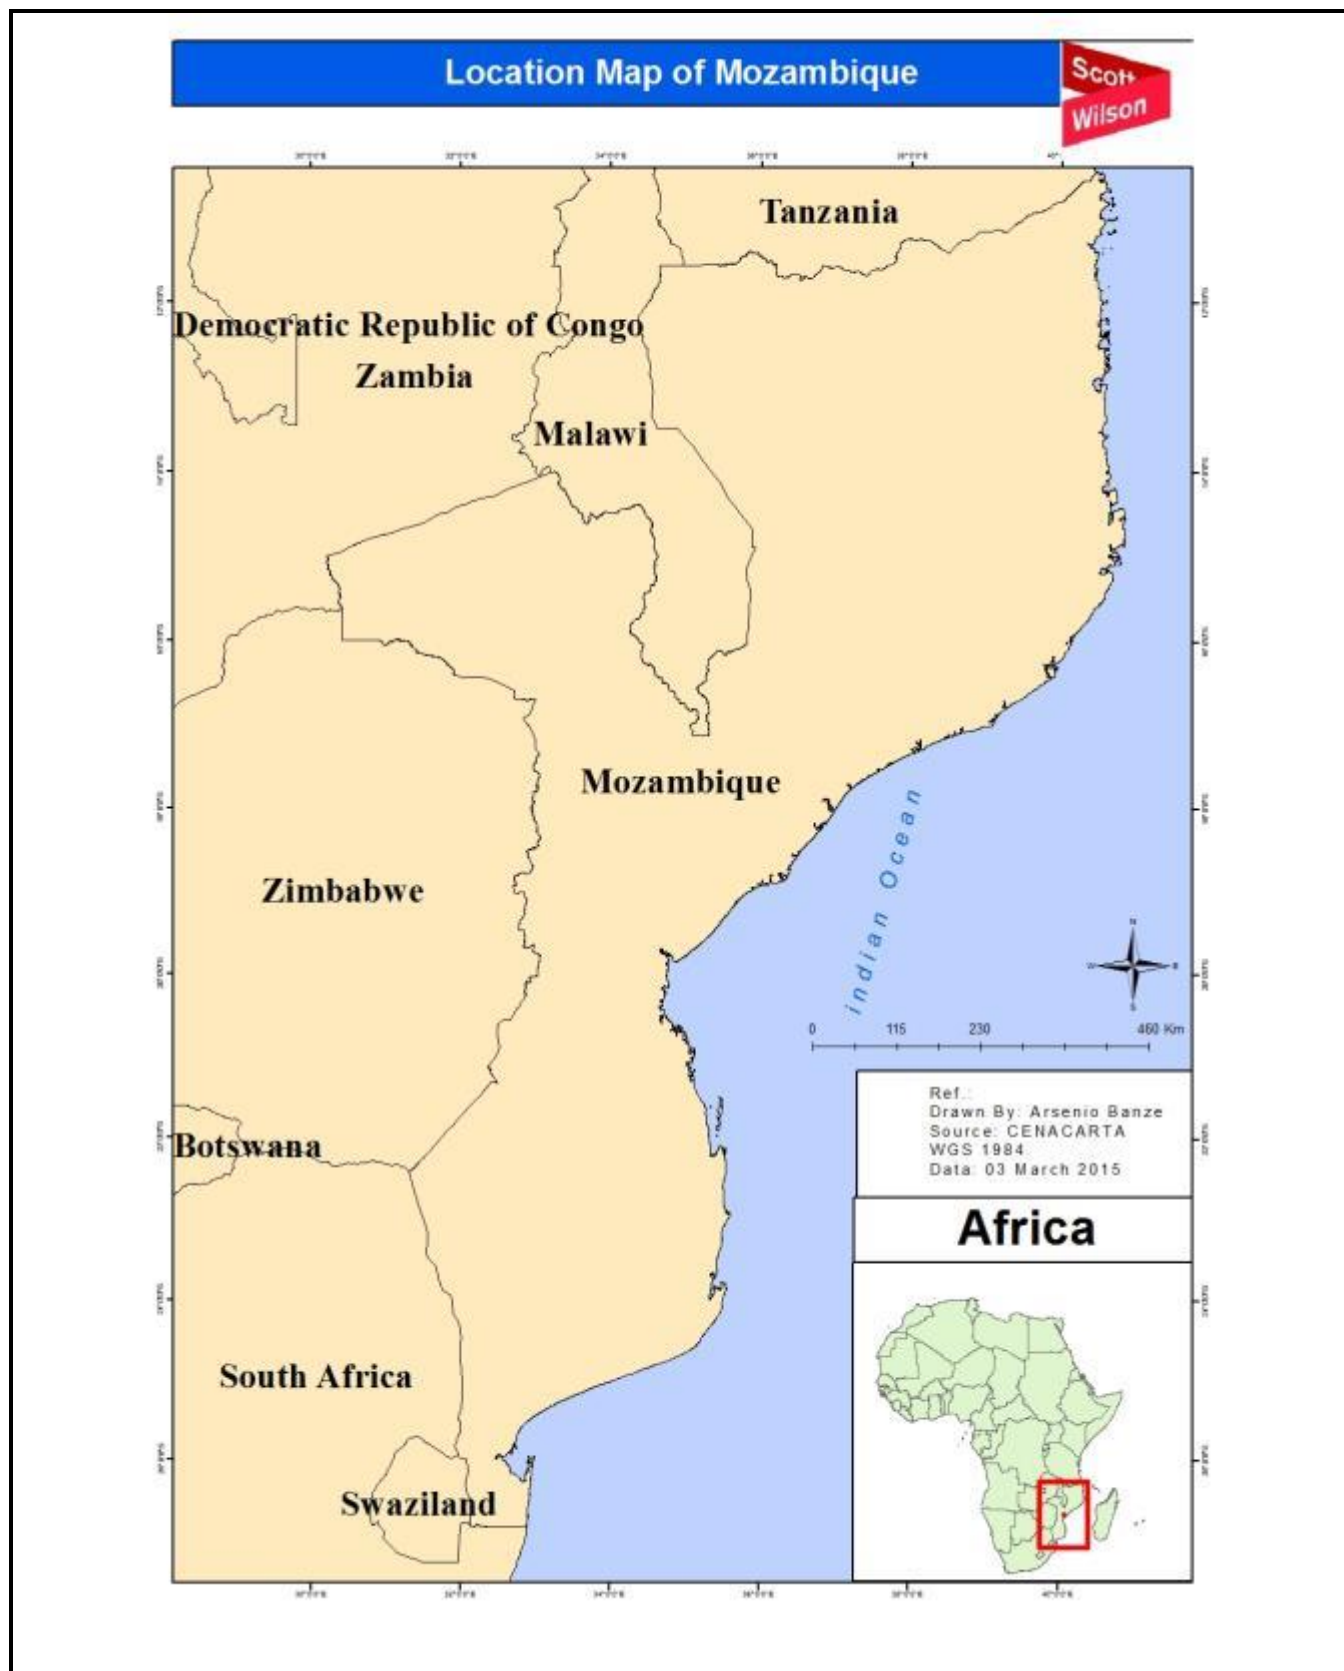 Location Map of Mozambique
Scott
Wilson
Tanzania
Democratic Republic of Congo
Zambia
Malawi
Mozambique
Zimbabwe
indian Ocean
N
W E
S
0 115 230 460 Km
Botswana
Ref.:
Drawn By: Arsenio Banze
Source: CENACARTA
WGS 1984
Data: 03 March 2015
Africa
South Africa
Swaziland